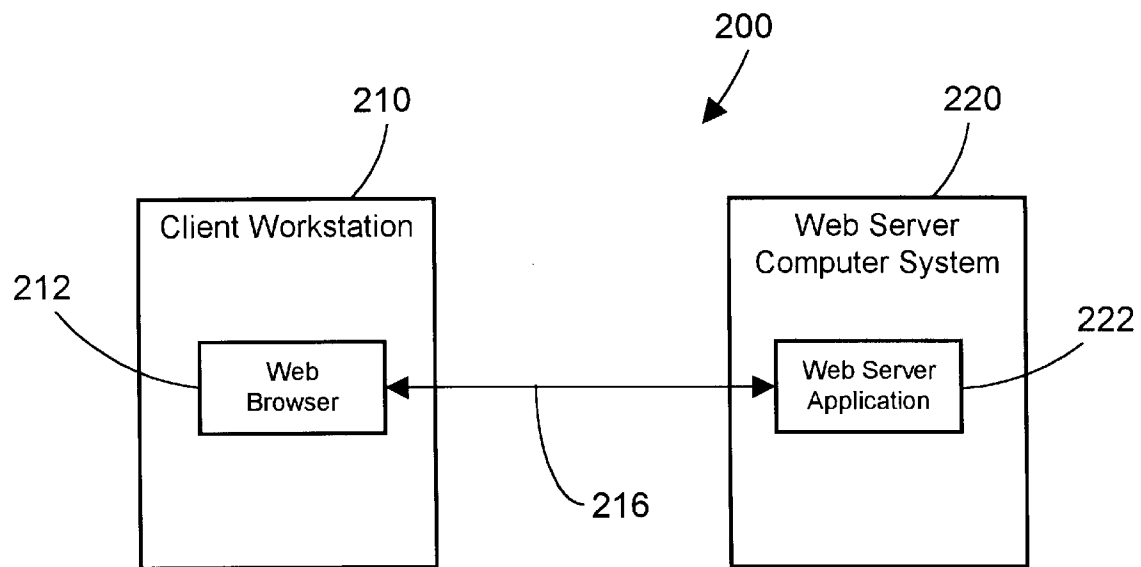 200
210
220
Client Workstation
Web Server
Computer System
212
222
Web
Browser
Web Server
Application
216